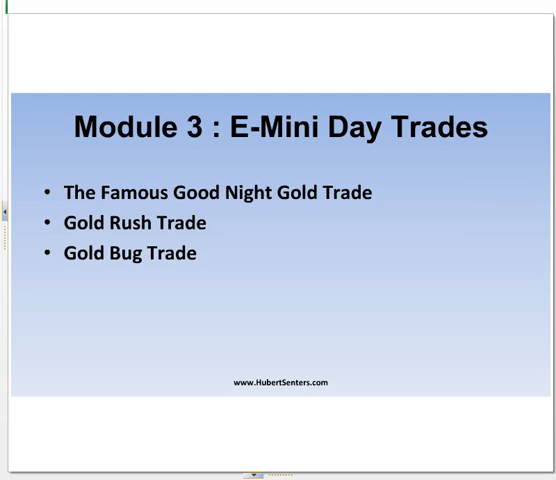 Module 3 : E-Mini Day Trades
• The Famous Good Night Gold Trade
• Gold Rush Trade
• Gold Bug Trade
www.HubertSenters.com